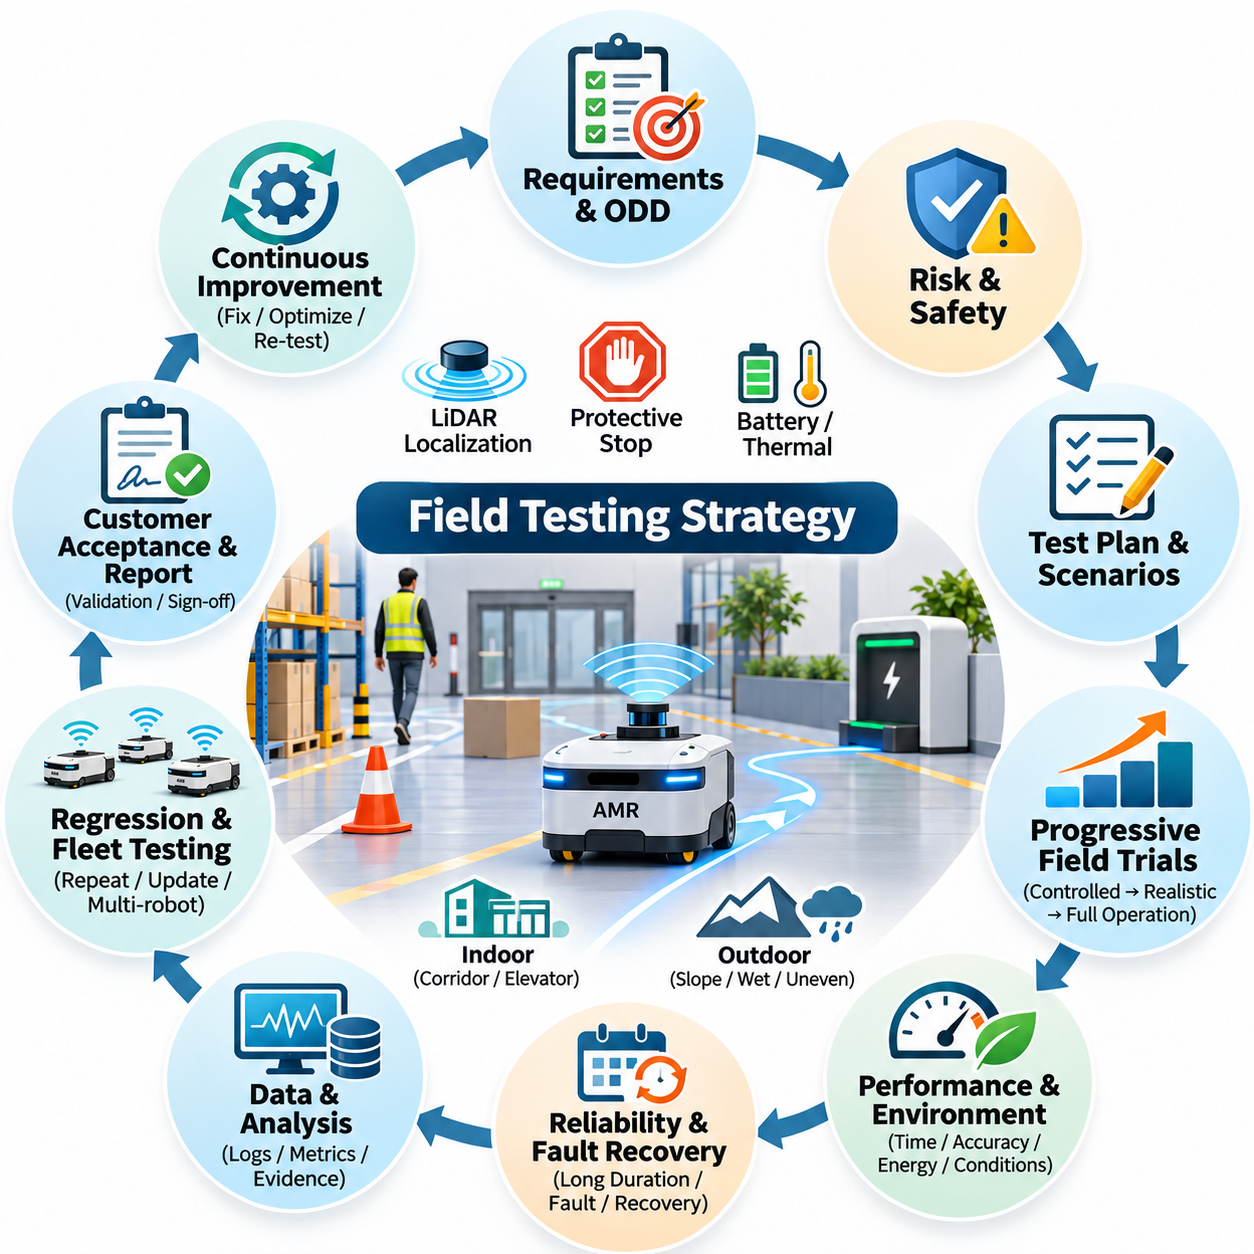 Requirements
& ODD
Risk &
Safety
Test Plan &
Scenarios
Progressive
Field Trials
(Controlled → Realistic
→ Full Operation)
Performance &
Environment
(Time / Accuracy /
Energy / Conditions)
Reliability &
Fault Recovery
(Long Duration /
Fault / Recovery)
Data &
Analysis
(Logs / Metrics /
Evidence)
Regression &
Fleet Testing
(Repeat / Update /
Multi-robot)
Customer
Acceptance &
Report
(Validation / Sign-off)
Continuous
Improvement
(Fix / Optimize /
Re-test)
LiDAR
Localization
Protective
Stop
Battery /
Thermal
Field Testing Strategy
AMR
Indoor
(Corridor / Elevator)
Outdoor
(Slope / Wet / Uneven)